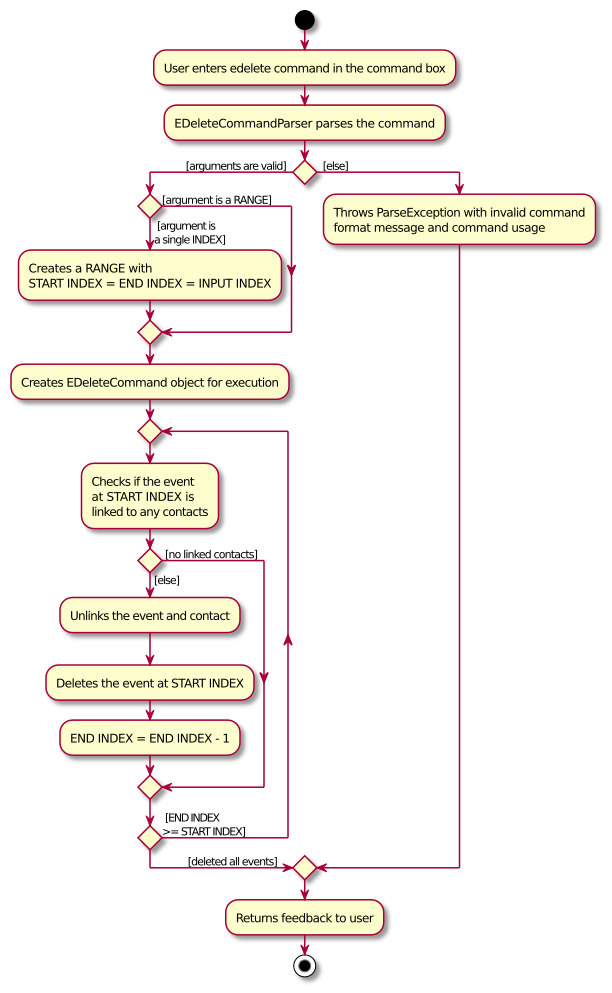 User enters edelete command in the command box
EDeleteCommandParser parses the command
[arguments are valid]
[else]
[argument is a RANGE]
[argument is
a single INDEX]
Throws ParseException with invalid command
format message and command usage
Creates a RANGE with
START INDEX = END INDEX = INPUT INDEX
Creates EDeleteCommand object for execution
Checks if the event
at START INDEX is
linked to any contacts
[no linked contacts]
[else]
Unlinks the event and contact
Deletes the event at START INDEX
END INDEX = END INDEX - 1
[END INDEX
>= START INDEX]
[deleted all events]
Returns feedback to user